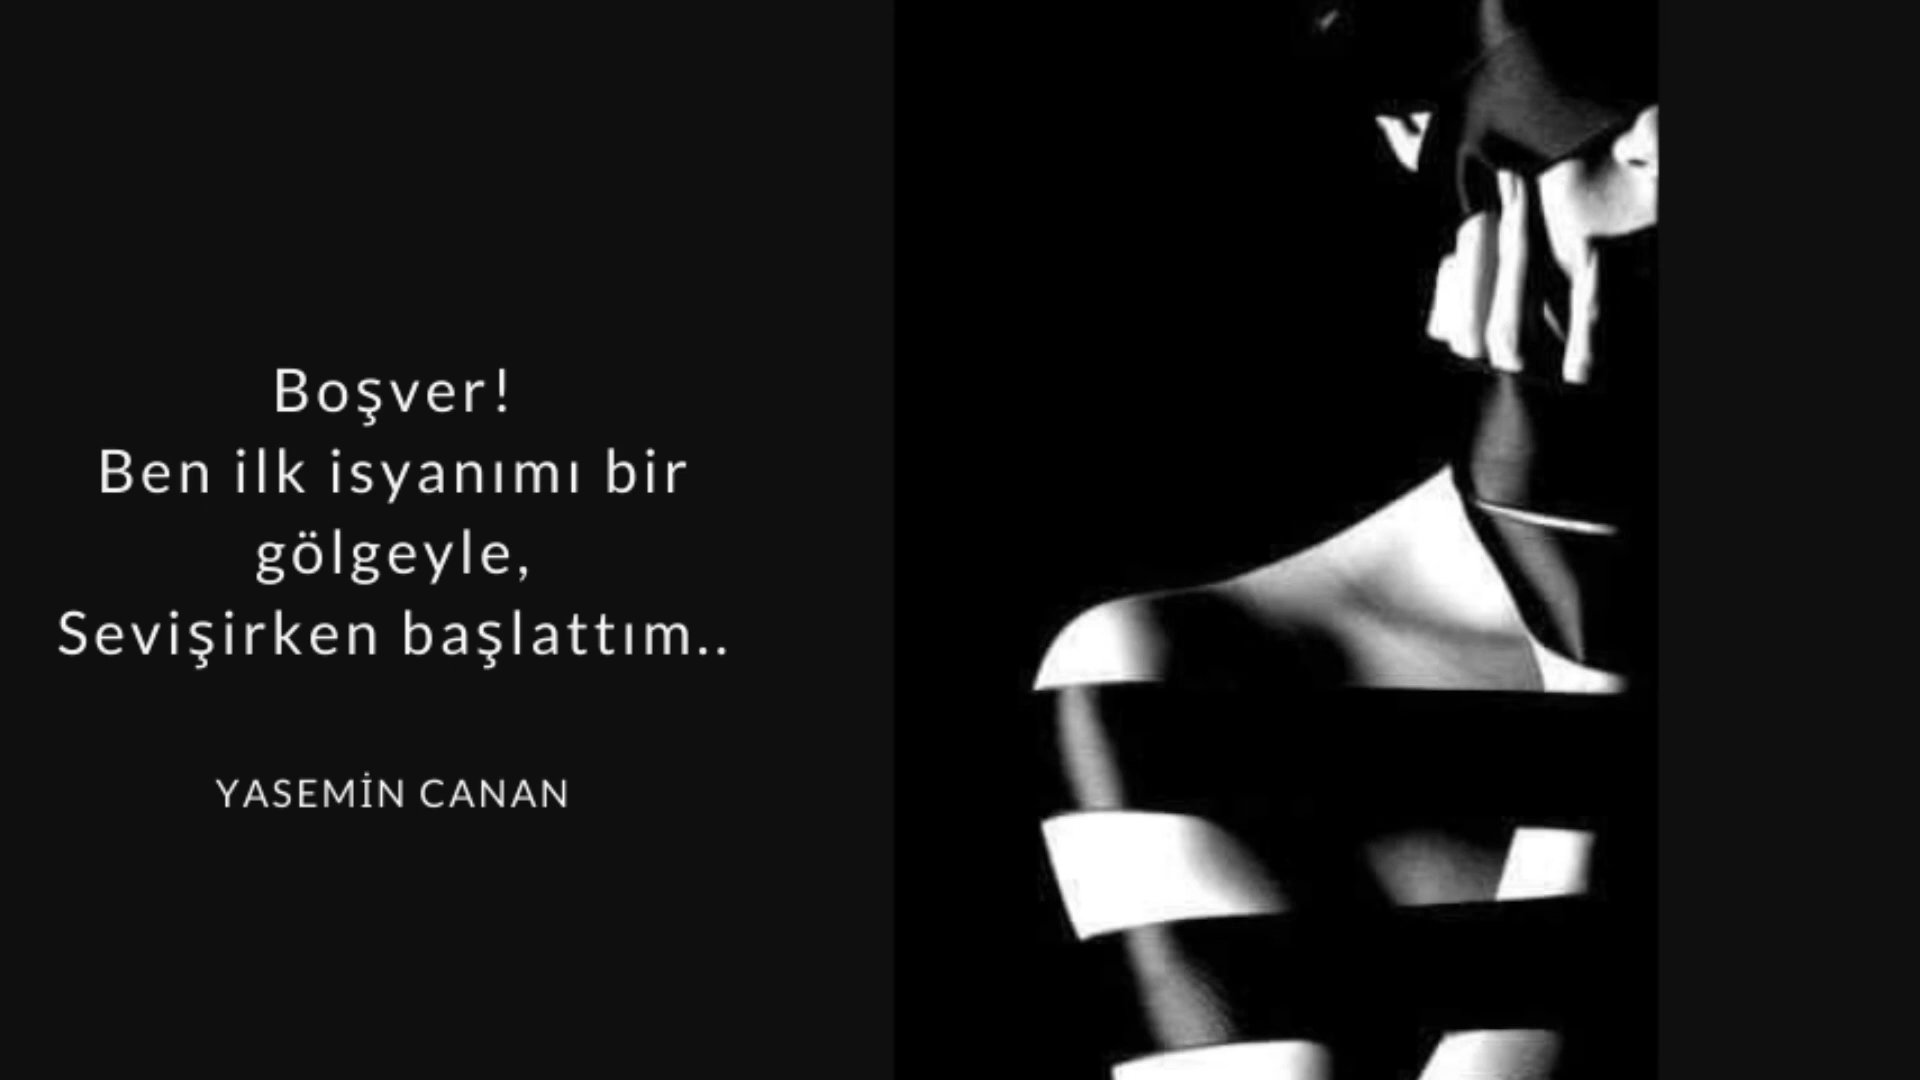 Boşver!
Ben ilk isyanımı bir
gölgeyle,
Sevişirken başlattım..
YASEMİN CANAN